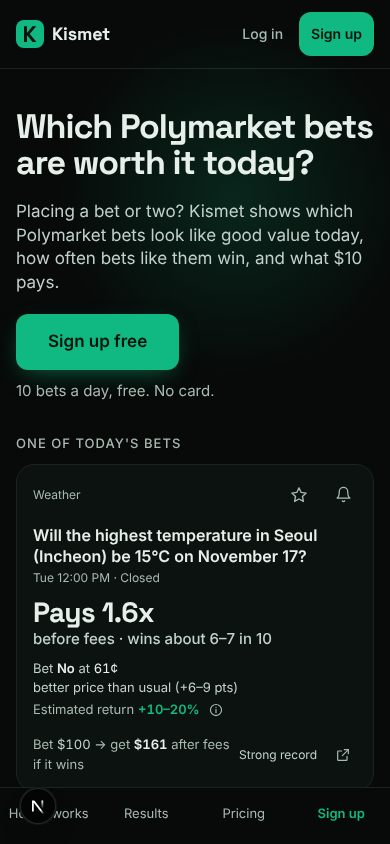 K Kismet
Log in
Sign up
Which Polymarket bets
are worth it today?
Placing a bet or two? Kismet shows which
Polymarket bets look like good value today,
how often bets like them win, and what $10
pays.
Sign up free
10 bets a day, free. No card.
ONE OF TODAY'S BETS
Weather
Will the highest temperature in Seoul
(Incheon) be 15°C on November 17?
Tue 12:00 PM · Closed
Pays 1.6x
before fees · wins about 6–7 in 10
Bet No at 61¢
better price than usual (+6–9 pts)
Estimated return +10–20%
Bet $100 → get $161 after fees
if it wins
Strong record
works
Results
Pricing
Sign up
N